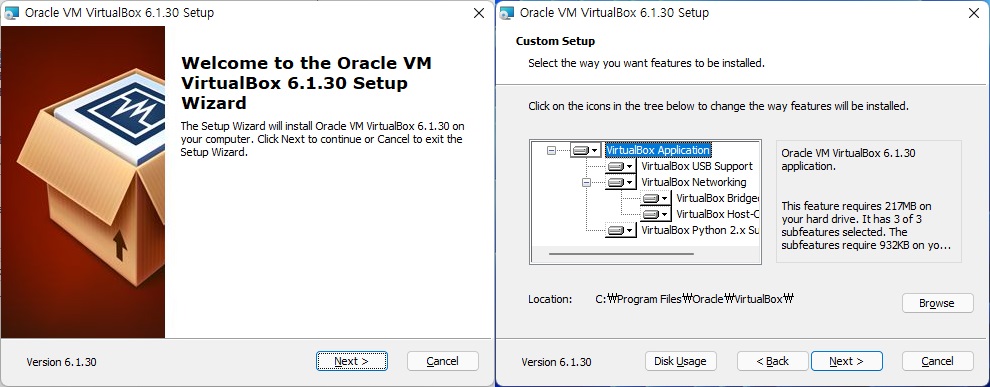 Oracle VM VirtualBox 6.1.30 Setup
Welcome to the Oracle VM
VirtualBox 6.1.30 Setup
Wizard
The Setup Wizard will install Oracle VM VirtualBox 6.1.30 on
your computer. Click Next to continue or Cancel to exit the
Setup Wizard.
Version 6.1.30
Next >
Cancel
Oracle VM VirtualBox 6.1.30 Setup
Custom Setup
Select the way you want features to be installed.
Click on the icons in the tree below to change the way features will be installed.
VirtualBox Application
VirtualBox USB Support
VirtualBox Networking
VirtualBox Bridge
VirtualBox Host-C
VirtualBox Python 2.x Su
Oracle VM VirtualBox 6.1.30
application.
This feature requires 217MB on
your hard drive. It has 3 of 3
subfeatures selected. The
subfeatures require 932KB on yo...
Location: C:₩Program Files₩Oracle₩VirtualBox₩
Browse
Version 6.1.30
Disk Usage
< Back
Next >
Cancel